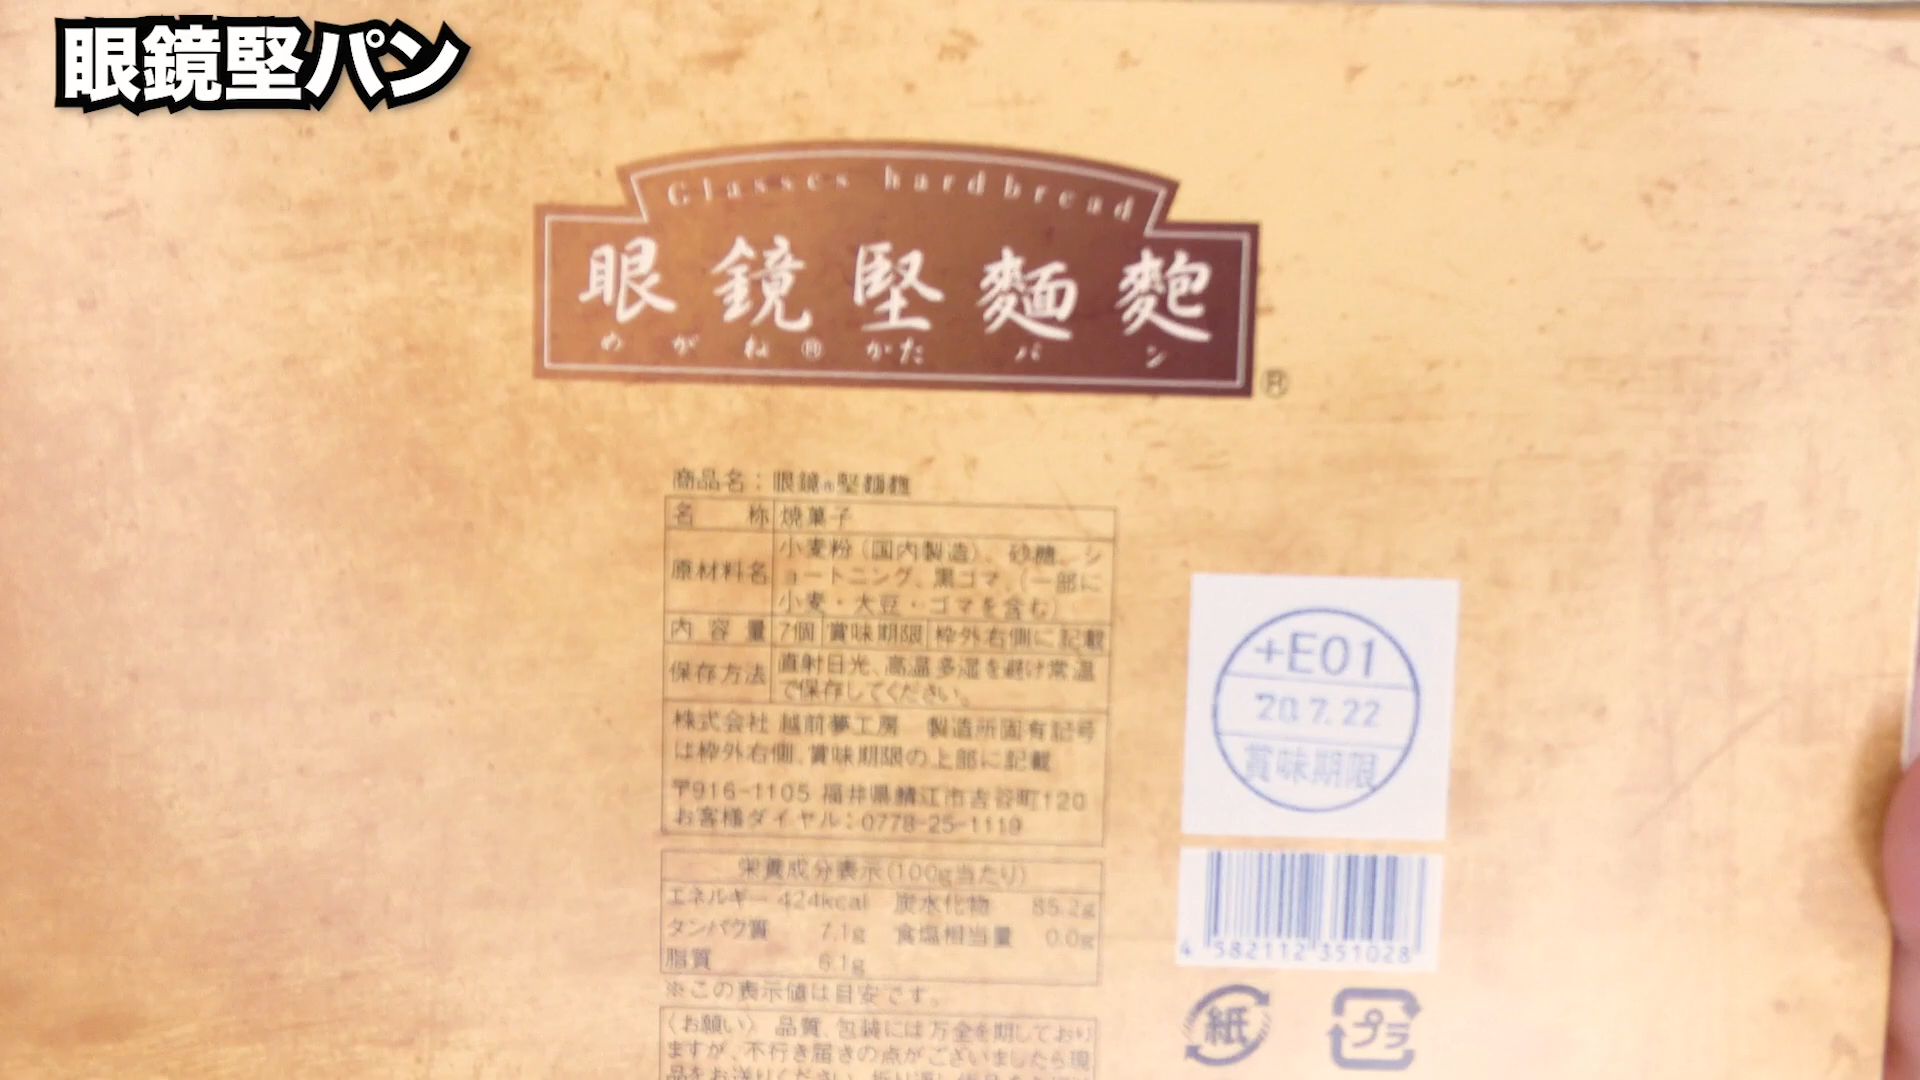 眼鏡堅パン
Glasses hard bread
眼鏡堅麵麭
めがね®かたパン
®
商品名：眼鏡®堅麵麭
名称 焼菓子
原材料名 小麦粉（国内製造）、砂糖、シ
ョートニング、黒ゴマ、（一部に
小麦・大豆・ゴマを含む）
内容量 7個 賞味期限 枠外右側に記載
保存方法 直射日光、高温多湿を避け常温
で保存してください。
株式会社 越前夢工房 製造所固有記号
は枠外右側、賞味期限の上部に記載
〒916-1105 福井県鯖江市吉谷町120
お客様ダイヤル：0778-25-1119
栄養成分表示（100g当たり）
エネルギー 424kcal 炭水化物 85.2g
タンパク質 7.1g 食塩相当量 0.0g
脂質 6.1g
※この表示値は目安です。
〈お願い〉 品質、包装には万全を期しており
ますが、不行き届きの点がございましたら現
品をお送りください。
+E01
'20.7.22
賞味期限
4 582112 351028
紙
プラ